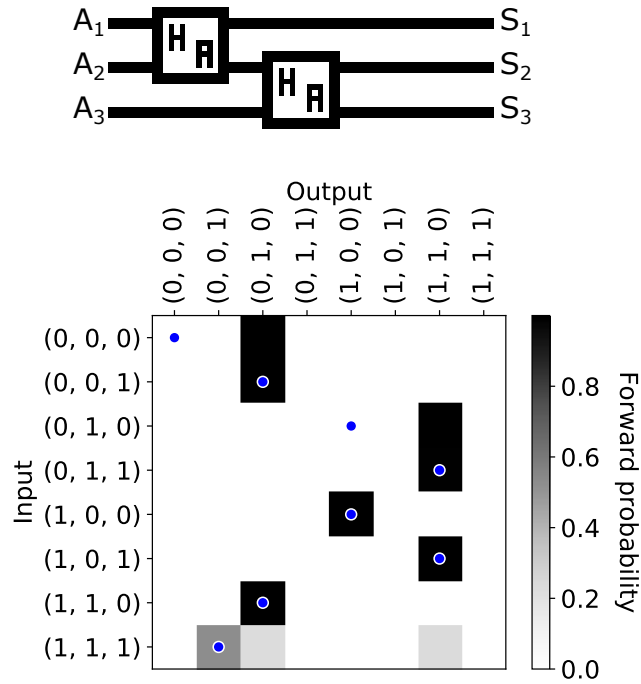 A1 S1
H A
A2 S2
H A
A3 S3
Output
(0, 0, 0) (0, 0, 1) (0, 1, 0) (0, 1, 1) (1, 0, 0) (1, 0, 1) (1, 1, 0) (1, 1, 1)
Input
(0, 0, 0)
(0, 0, 1)
(0, 1, 0)
(0, 1, 1)
(1, 0, 0)
(1, 0, 1)
(1, 1, 0)
(1, 1, 1)
0.8
0.6
0.4
0.2
0.0
Forward probability